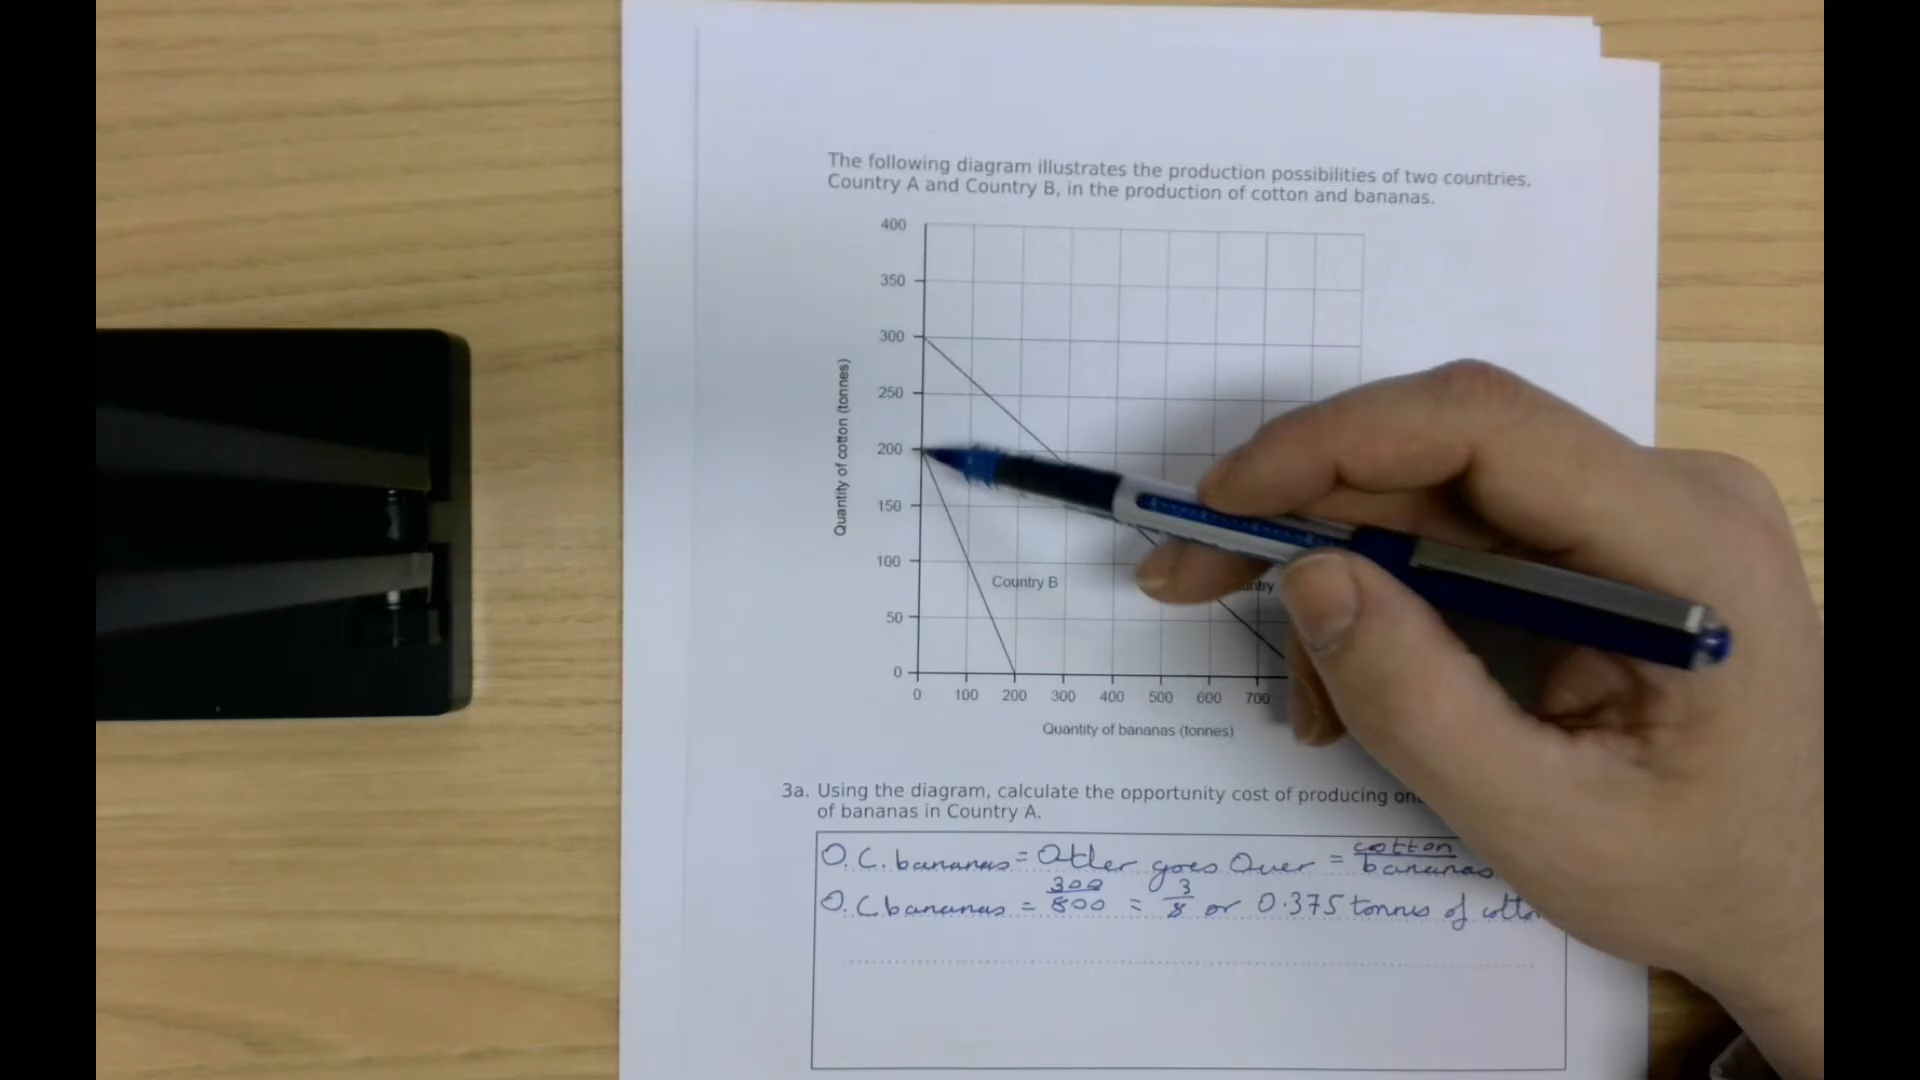 The following diagram illustrates the production possibilities of two countries,
Country A and Country B, in the production of cotton and bananas.
400
350
300
250
200
150
100
50
0
Quantity of cotton (tonnes)
Country B
0 100 200 300 400 500 600 700
Quantity of bananas (tonnes)
3a. Using the diagram, calculate the opportunity cost of producing
of bananas in Country A.
O.C. bananas = Other goes Over = cotton / bananas
O.C bananas = 300 / 800 = 3 / 8 or 0.375 tonnes of